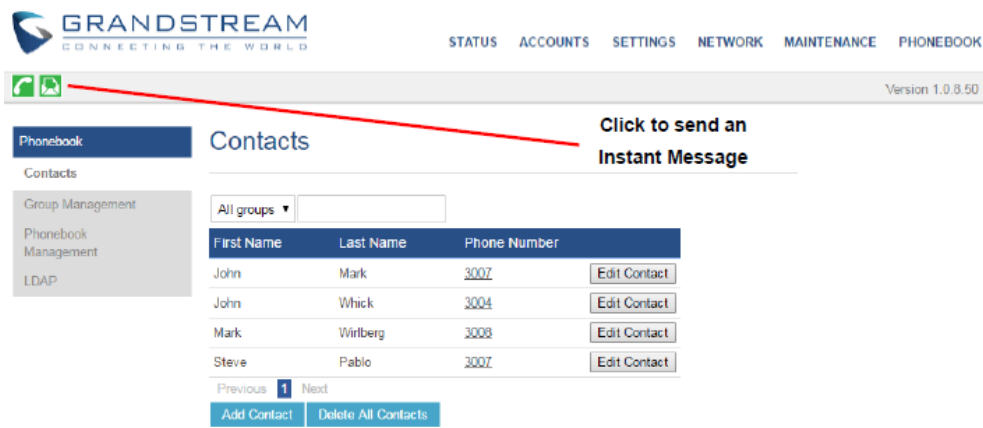 GRANDSTREAM
CONNECTING THE WORLD
STATUS ACCOUNTS SETTINGS NETWORK MAINTENANCE PHONEBOOK
Version 1.0.8.50
Click to send an
Instant Message
Phonebook
Contacts
Group Management
Phonebook
Management
LDAP
Contacts
All groups
First Name Last Name Phone Number
John Mark 3007 Edit Contact
John Whick 3004 Edit Contact
Mark Wirlberg 3008 Edit Contact
Steve Pablo 3007 Edit Contact
Previous 1 Next
Add Contact Delete All Contacts